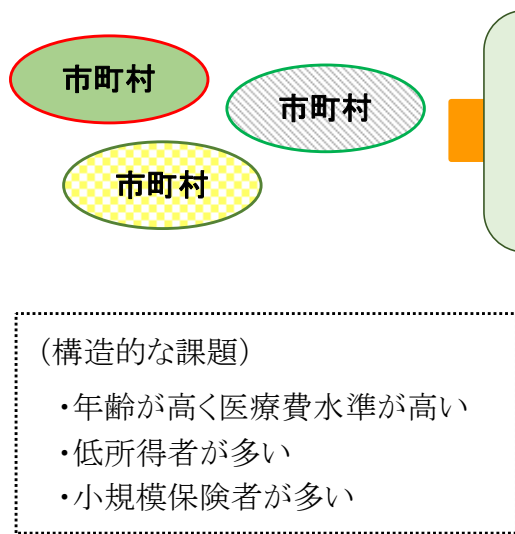 市町村
市町村
市町村
（構造的な課題）
・年齢が高く医療費水準が高い
・低所得者が多い
・小規模保険者が多い